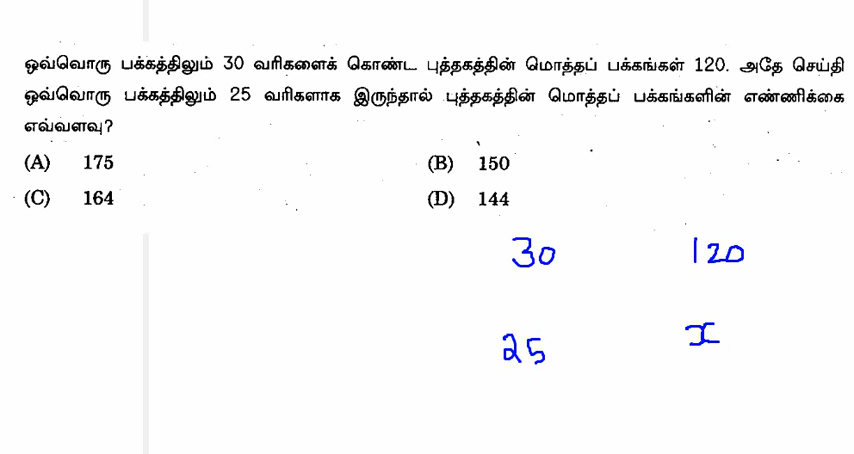 ஒவ்வொரு பக்கத்திலும் 30 வரிகளைக் கொண்ட புத்தகத்தின் மொத்தப் பக்கங்கள் 120. அதே செய்தி
ஒவ்வொரு பக்கத்திலும் 25 வரிகளாக இருந்தால் புத்தகத்தின் மொத்தப் பக்கங்களின் எண்ணிக்கை
எவ்வளவு?
(A) 175 (B) 150
(C) 164 (D) 144
30 120
25 x